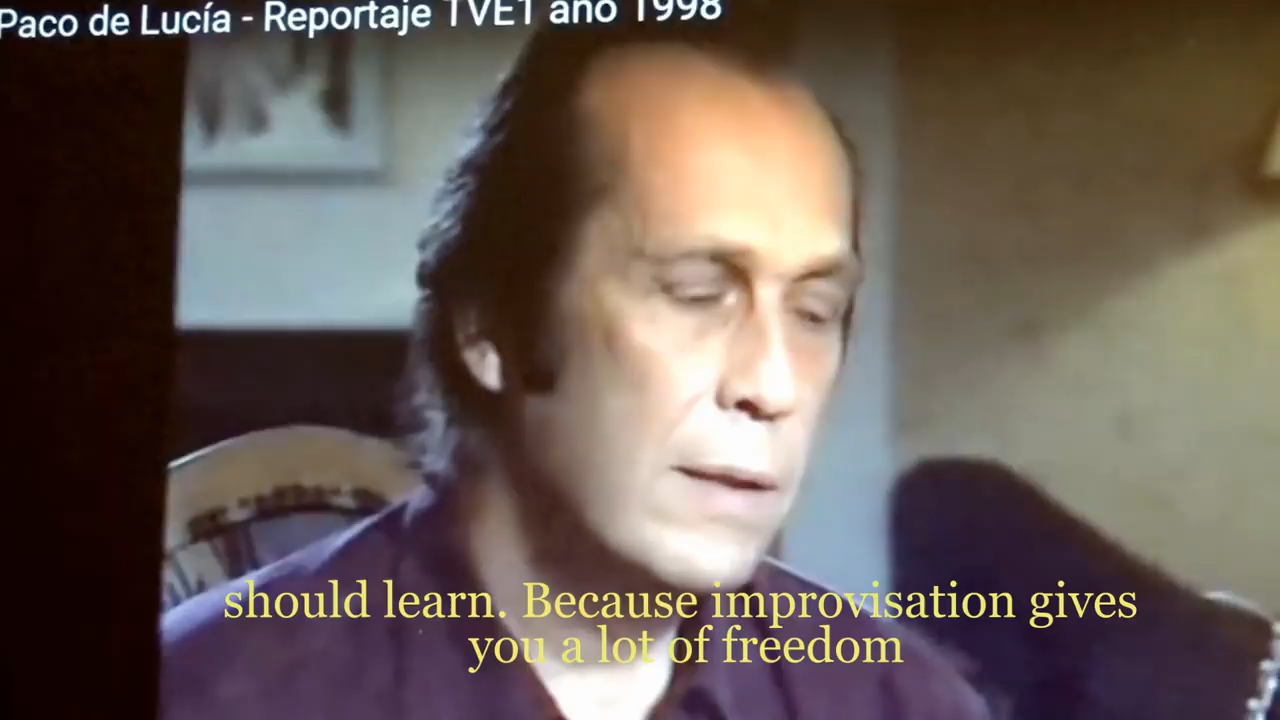 Paco de Lucía - Reportaje TVE1 año 1998
should learn. Because improvisation gives
you a lot of freedom